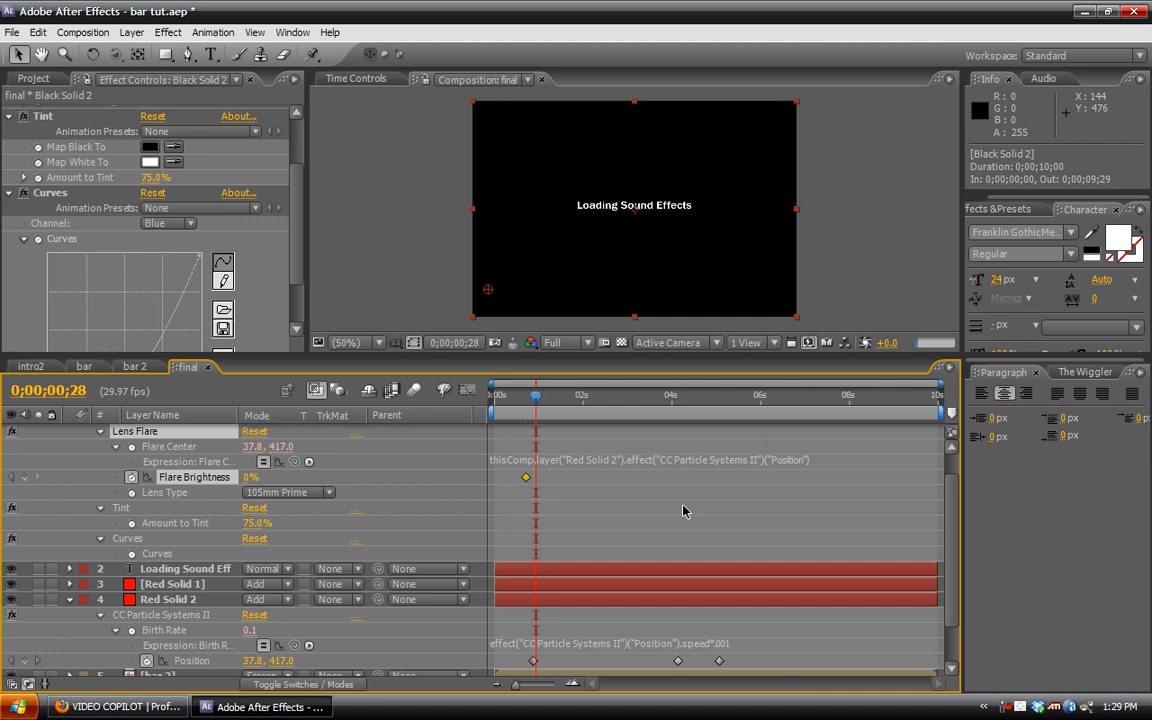 Adobe After Effects - bar tut.aep *
File Edit Composition Layer Effect Animation View Window Help
Workspace: Standard
Project Effect Controls: Black Solid 2
Time Controls Composition: final
Info Audio
final * Black Solid 2
Tint Reset About...
Animation Presets: None
Map Black To
Map White To
Amount to Tint 75.0%
Curves Reset About...
Animation Presets: None
Channel: Blue
Curves
Loading Sound Effects
R: 0 X: 144
G: 0 Y: 476
B: 0
A: 255
[Black Solid 2]
Duration: 0;00;10;00
In: 0;00;00;00, Out: 0;00;09;29
fects&Presets Character
Franklin GothicMe...
Regular
24 px Auto
Metrics 0
- px
(50%) 0;00;00;28 Full Active Camera 1 View +0.0
intro2 bar bar 2 final
0;00;00;28 (29.97 fps)
:00s 02s 04s 06s 08s 10s
# Layer Name Mode T TrkMat Parent
Lens Flare Reset ...
Flare Center 37.8, 417.0
Expression: Flare C...
thisComp.layer("Red Solid 2").effect("CC Particle Systems II")("Position")
Flare Brightness 0%
Lens Type 105mm Prime
Tint Reset ...
Amount to Tint 75.0%
Curves Reset ...
Curves
2 T Loading Sound Eff Normal None None
3 [Red Solid 1] Add None None
4 Red Solid 2 Add None None
CC Particle Systems II Reset ...
Birth Rate 0.1
Expression: Birth R...
effect("CC Particle Systems II")("Position").speed*.001
Position 37.8, 417.0
Toggle Switches / Modes
Paragraph The Wiggler
0 px 0 px 0 p
0 px 0 px
start VIDEO COPILOT | Prof... Adobe After Effects - ... 1:29 PM